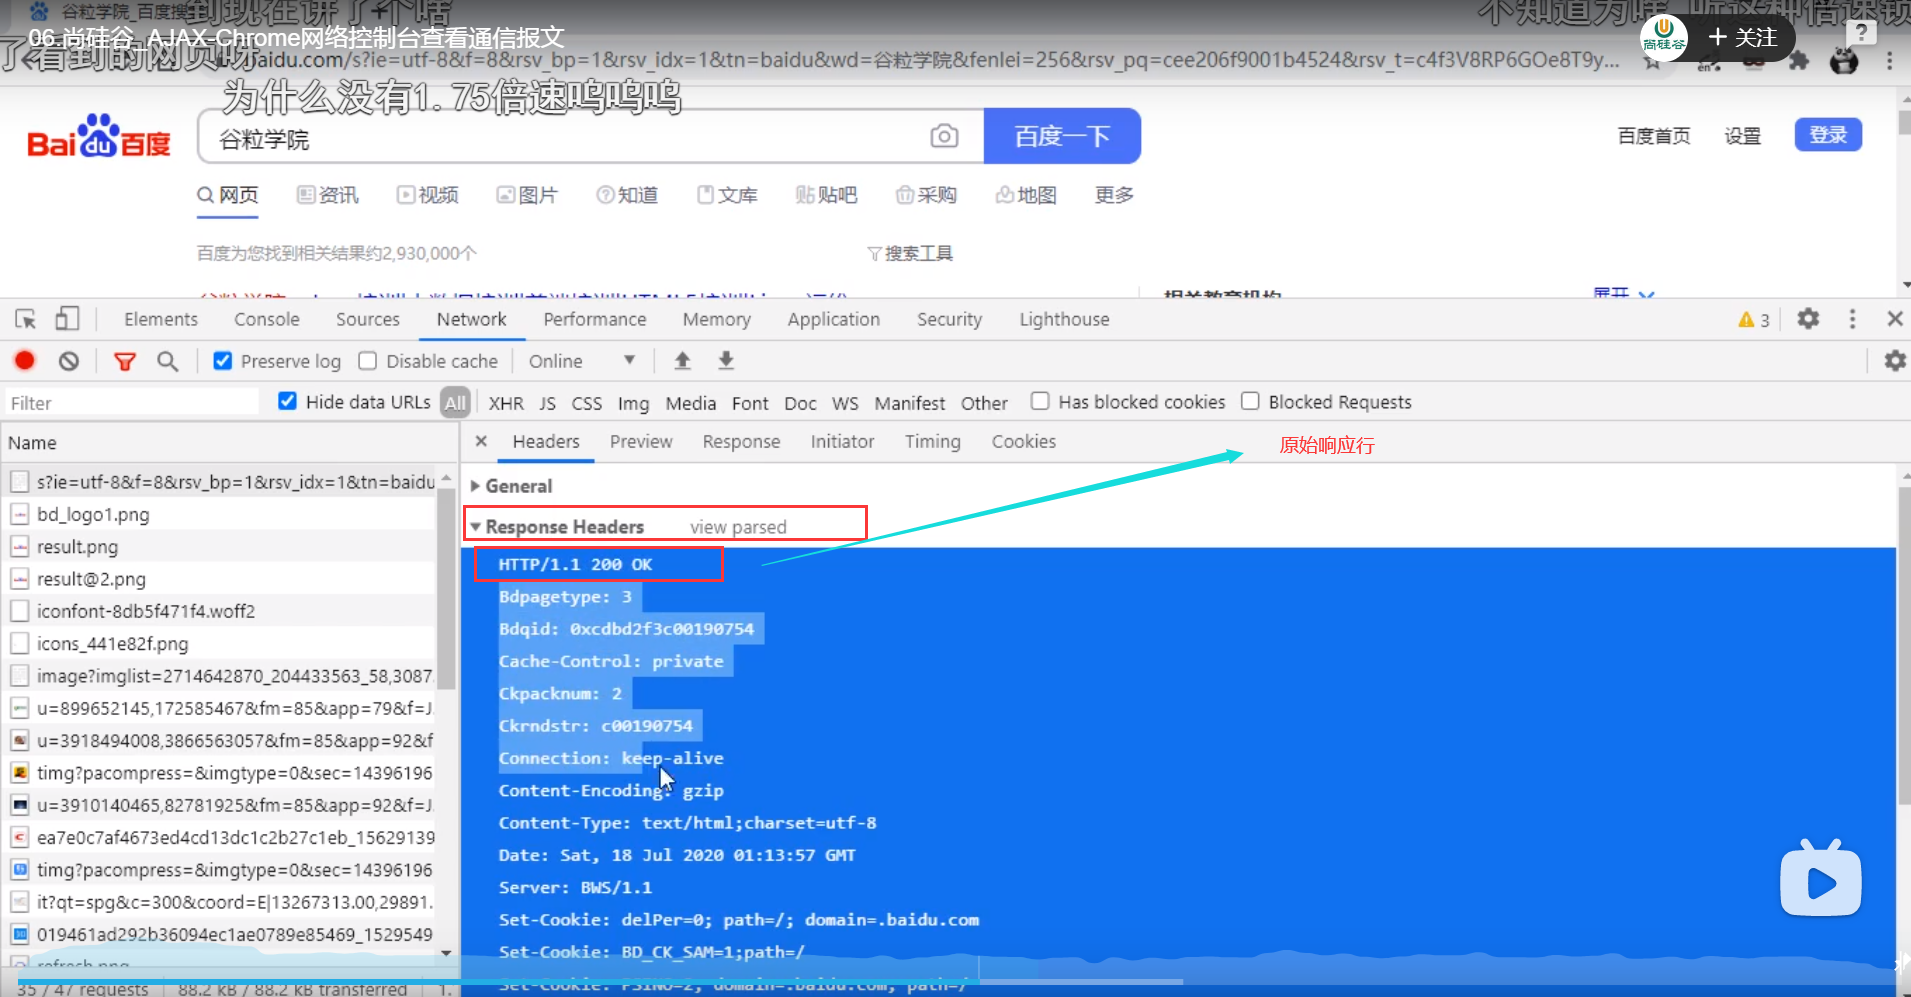 谷粒学院_百度搜
到现在讲了个啥
不知道为啥 听这种倍速锁
06.尚硅谷_AJAX-Chrome网络控制台查看通信报文
尚硅谷
+ 关注
?
了看到的网页呀
baidu.com/s?ie=utf-8&f=8&rsv_bp=1&rsv_idx=1&tn=baidu&wd=谷粒学院&fenlei=256&rsv_pq=cee206f9001b4524&rsv_t=c4f3V8RP6GOe8T9y...
en
为什么没有1.75倍速呜呜呜
Bai du 百度
谷粒学院
百度一下
百度首页 设置 登录
网页 资讯 视频 图片 知道 文库 贴吧 采购 地图 更多
百度为您找到相关结果约2,930,000个
搜索工具
相关教育机构 展开
Elements Console Sources Network Performance Memory Application Security Lighthouse 3
Preserve log Disable cache Online
Filter Hide data URLs All XHR JS CSS Img Media Font Doc WS Manifest Other Has blocked cookies Blocked Requests
Name
Headers Preview Response Initiator Timing Cookies
原始响应行
s?ie=utf-8&f=8&rsv_bp=1&rsv_idx=1&tn=baidu
bd_logo1.png
result.png
result@2.png
iconfont-8db5f471f4.woff2
icons_441e82f.png
image?imglist=2714642870_204433563_58,3087.
u=899652145,172585467&fm=85&app=79&f=J.
u=3918494008,3866563057&fm=85&app=92&f
timg?pacompress=&imgtype=0&sec=14396196
u=3910140465,82781925&fm=85&app=92&f=J.
ea7e0c7af4673ed4cd13dc1c2b27c1eb_15629139
timg?pacompress=&imgtype=0&sec=14396196
it?qt=spg&c=300&coord=E|13267313.00,29891.
019461ad292b36094ec1ae0789e85469_1529549
refresh.png
35 / 47 requests 88.2 kB / 88.2 kB transferred 1.
General
Response Headers view parsed
HTTP/1.1 200 OK
Bdpagetype: 3
Bdqid: 0xcdbd2f3c00190754
Cache-Control: private
Ckpacknum: 2
Ckrndstr: c00190754
Connection: keep-alive
Content-Encoding: gzip
Content-Type: text/html;charset=utf-8
Date: Sat, 18 Jul 2020 01:13:57 GMT
Server: BWS/1.1
Set-Cookie: delPer=0; path=/; domain=.baidu.com
Set-Cookie: BD_CK_SAM=1;path=/
Set-Cookie: PSINO=2; domain=.baidu.com; path=/